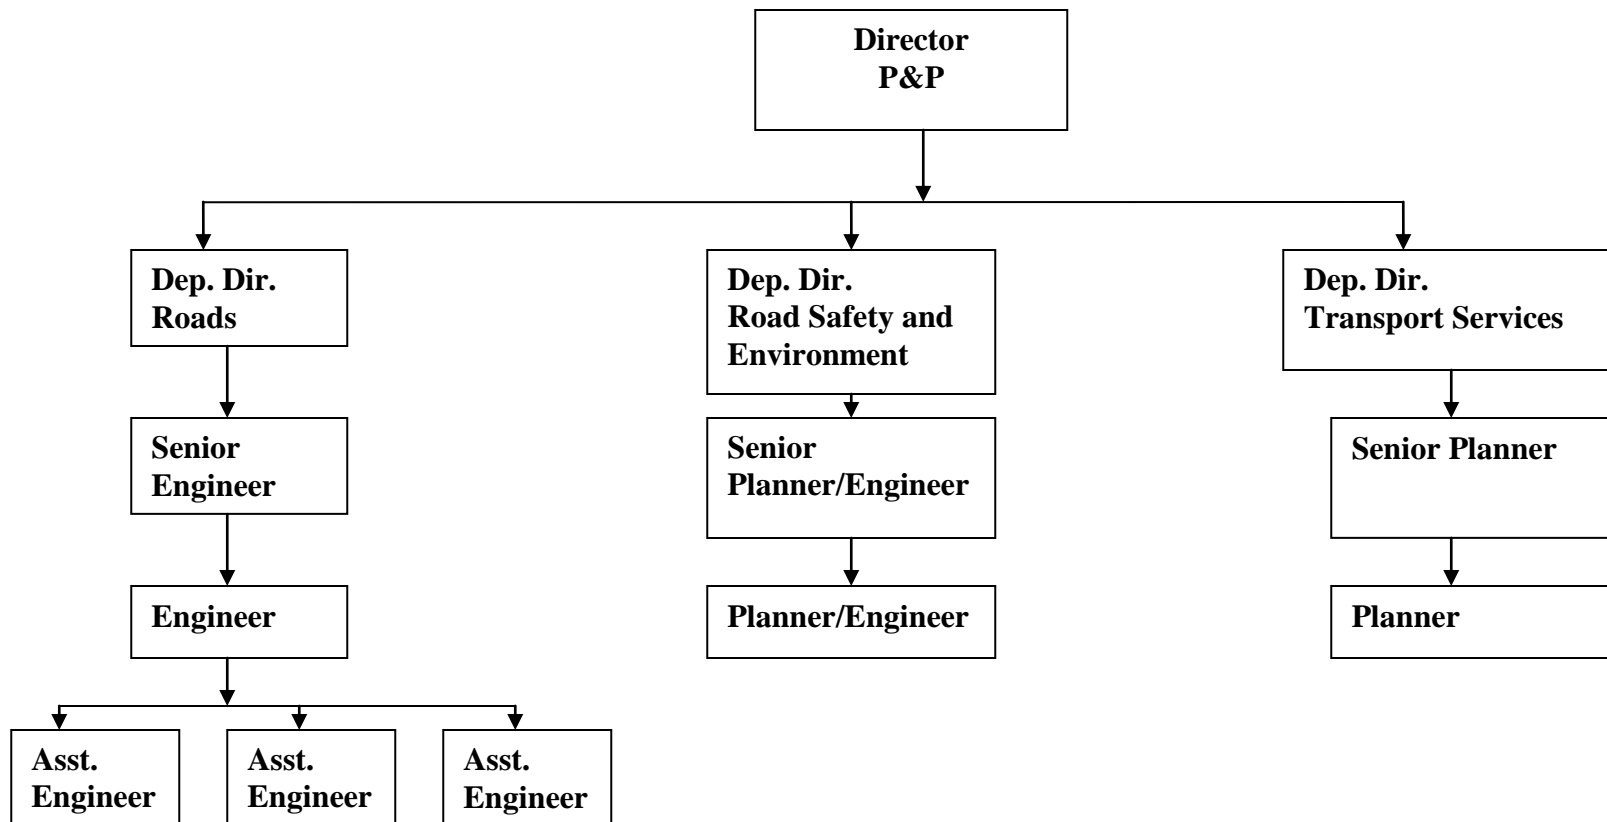 Director
P&P
Dep. Dir.
Roads
Dep. Dir.
Road Safety and
Environment
Dep. Dir.
Transport Services
Senior
Engineer
Senior
Planner/Engineer
Senior Planner
Engineer
Planner/Engineer
Planner
Asst.
Engineer
Asst.
Engineer
Asst.
Engineer